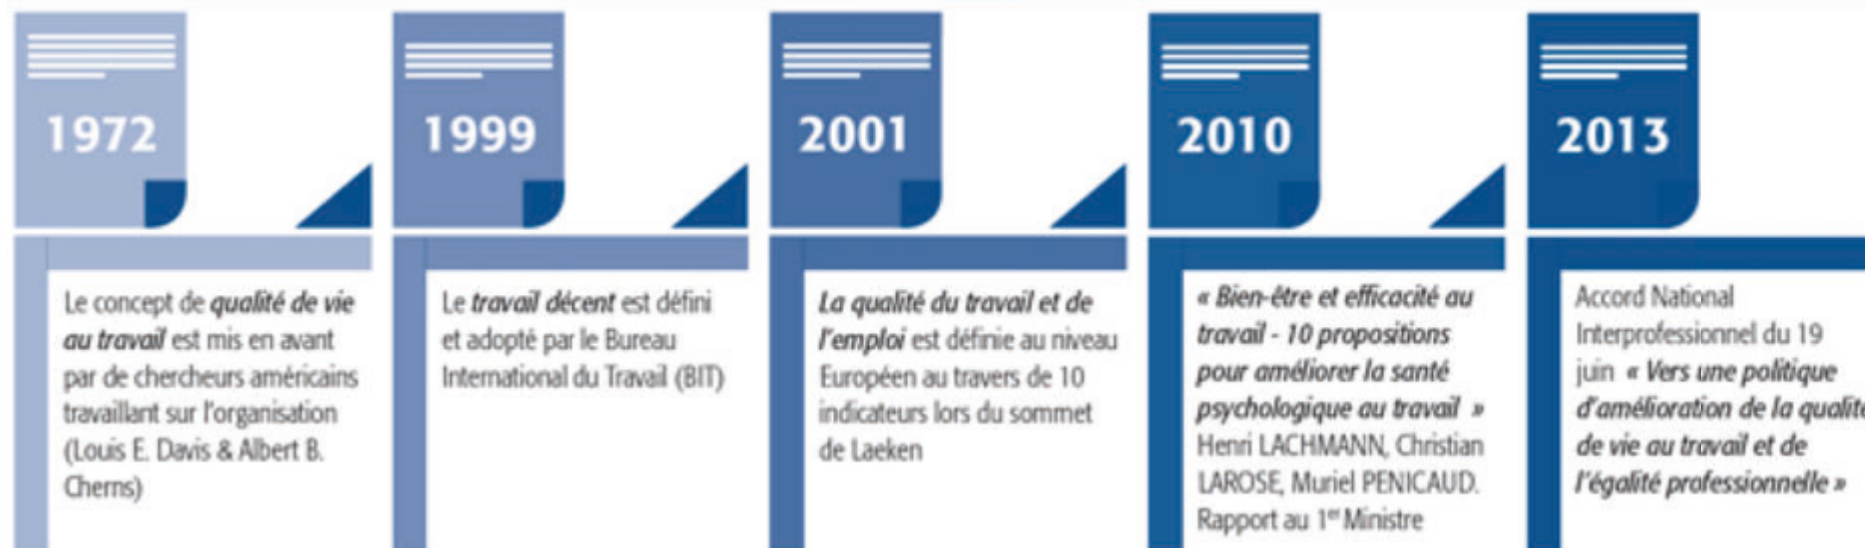 1972
Le concept de qualité de vie
au travail est mis en avant
par de chercheurs américains
travaillant sur l'organisation
(Louis E. Davis & Albert B.
Cherns)
1999
Le travail décent est défini
et adopté par le Bureau
International du Travail (BIT)
2001
La qualité du travail et de
l'emploi est définie au niveau
Européen au travers de 10
indicateurs lors du sommet
de Laeken
2010
« Bien-être et efficacité au
travail - 10 propositions
pour améliorer la santé
psychologique au travail »
Henri LACHMANN, Christian
LAROSE, Muriel PENICAUD.
Rapport au 1er Ministre
2013
Accord National
Interprofessionnel du 19
juin « Vers une politique
d'amélioration de la qualité
de vie au travail et de
l'égalité professionnelle »